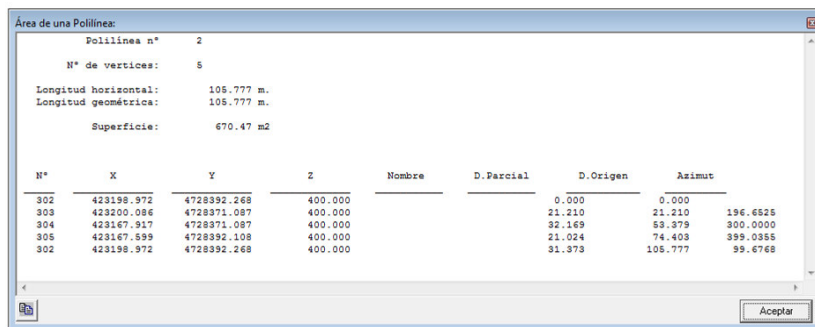 Área de una Polilínea:
Polilínea nº 2
Nº de vertices: 5
Longitud horizontal: 105.777 m.
Longitud geométrica: 105.777 m.
Superficie: 670.47 m2
Nº X Y Z Nombre D.Parcial D.Origen Azimut
302 423198.972 4728392.268 400.000 0.000 0.000
303 423200.086 4728371.087 400.000 21.210 21.210 196.6525
304 423167.917 4728371.087 400.000 32.169 53.379 300.0000
305 423167.599 4728392.108 400.000 21.024 74.403 399.0355
302 423198.972 4728392.268 400.000 31.373 105.777 99.6768
Aceptar